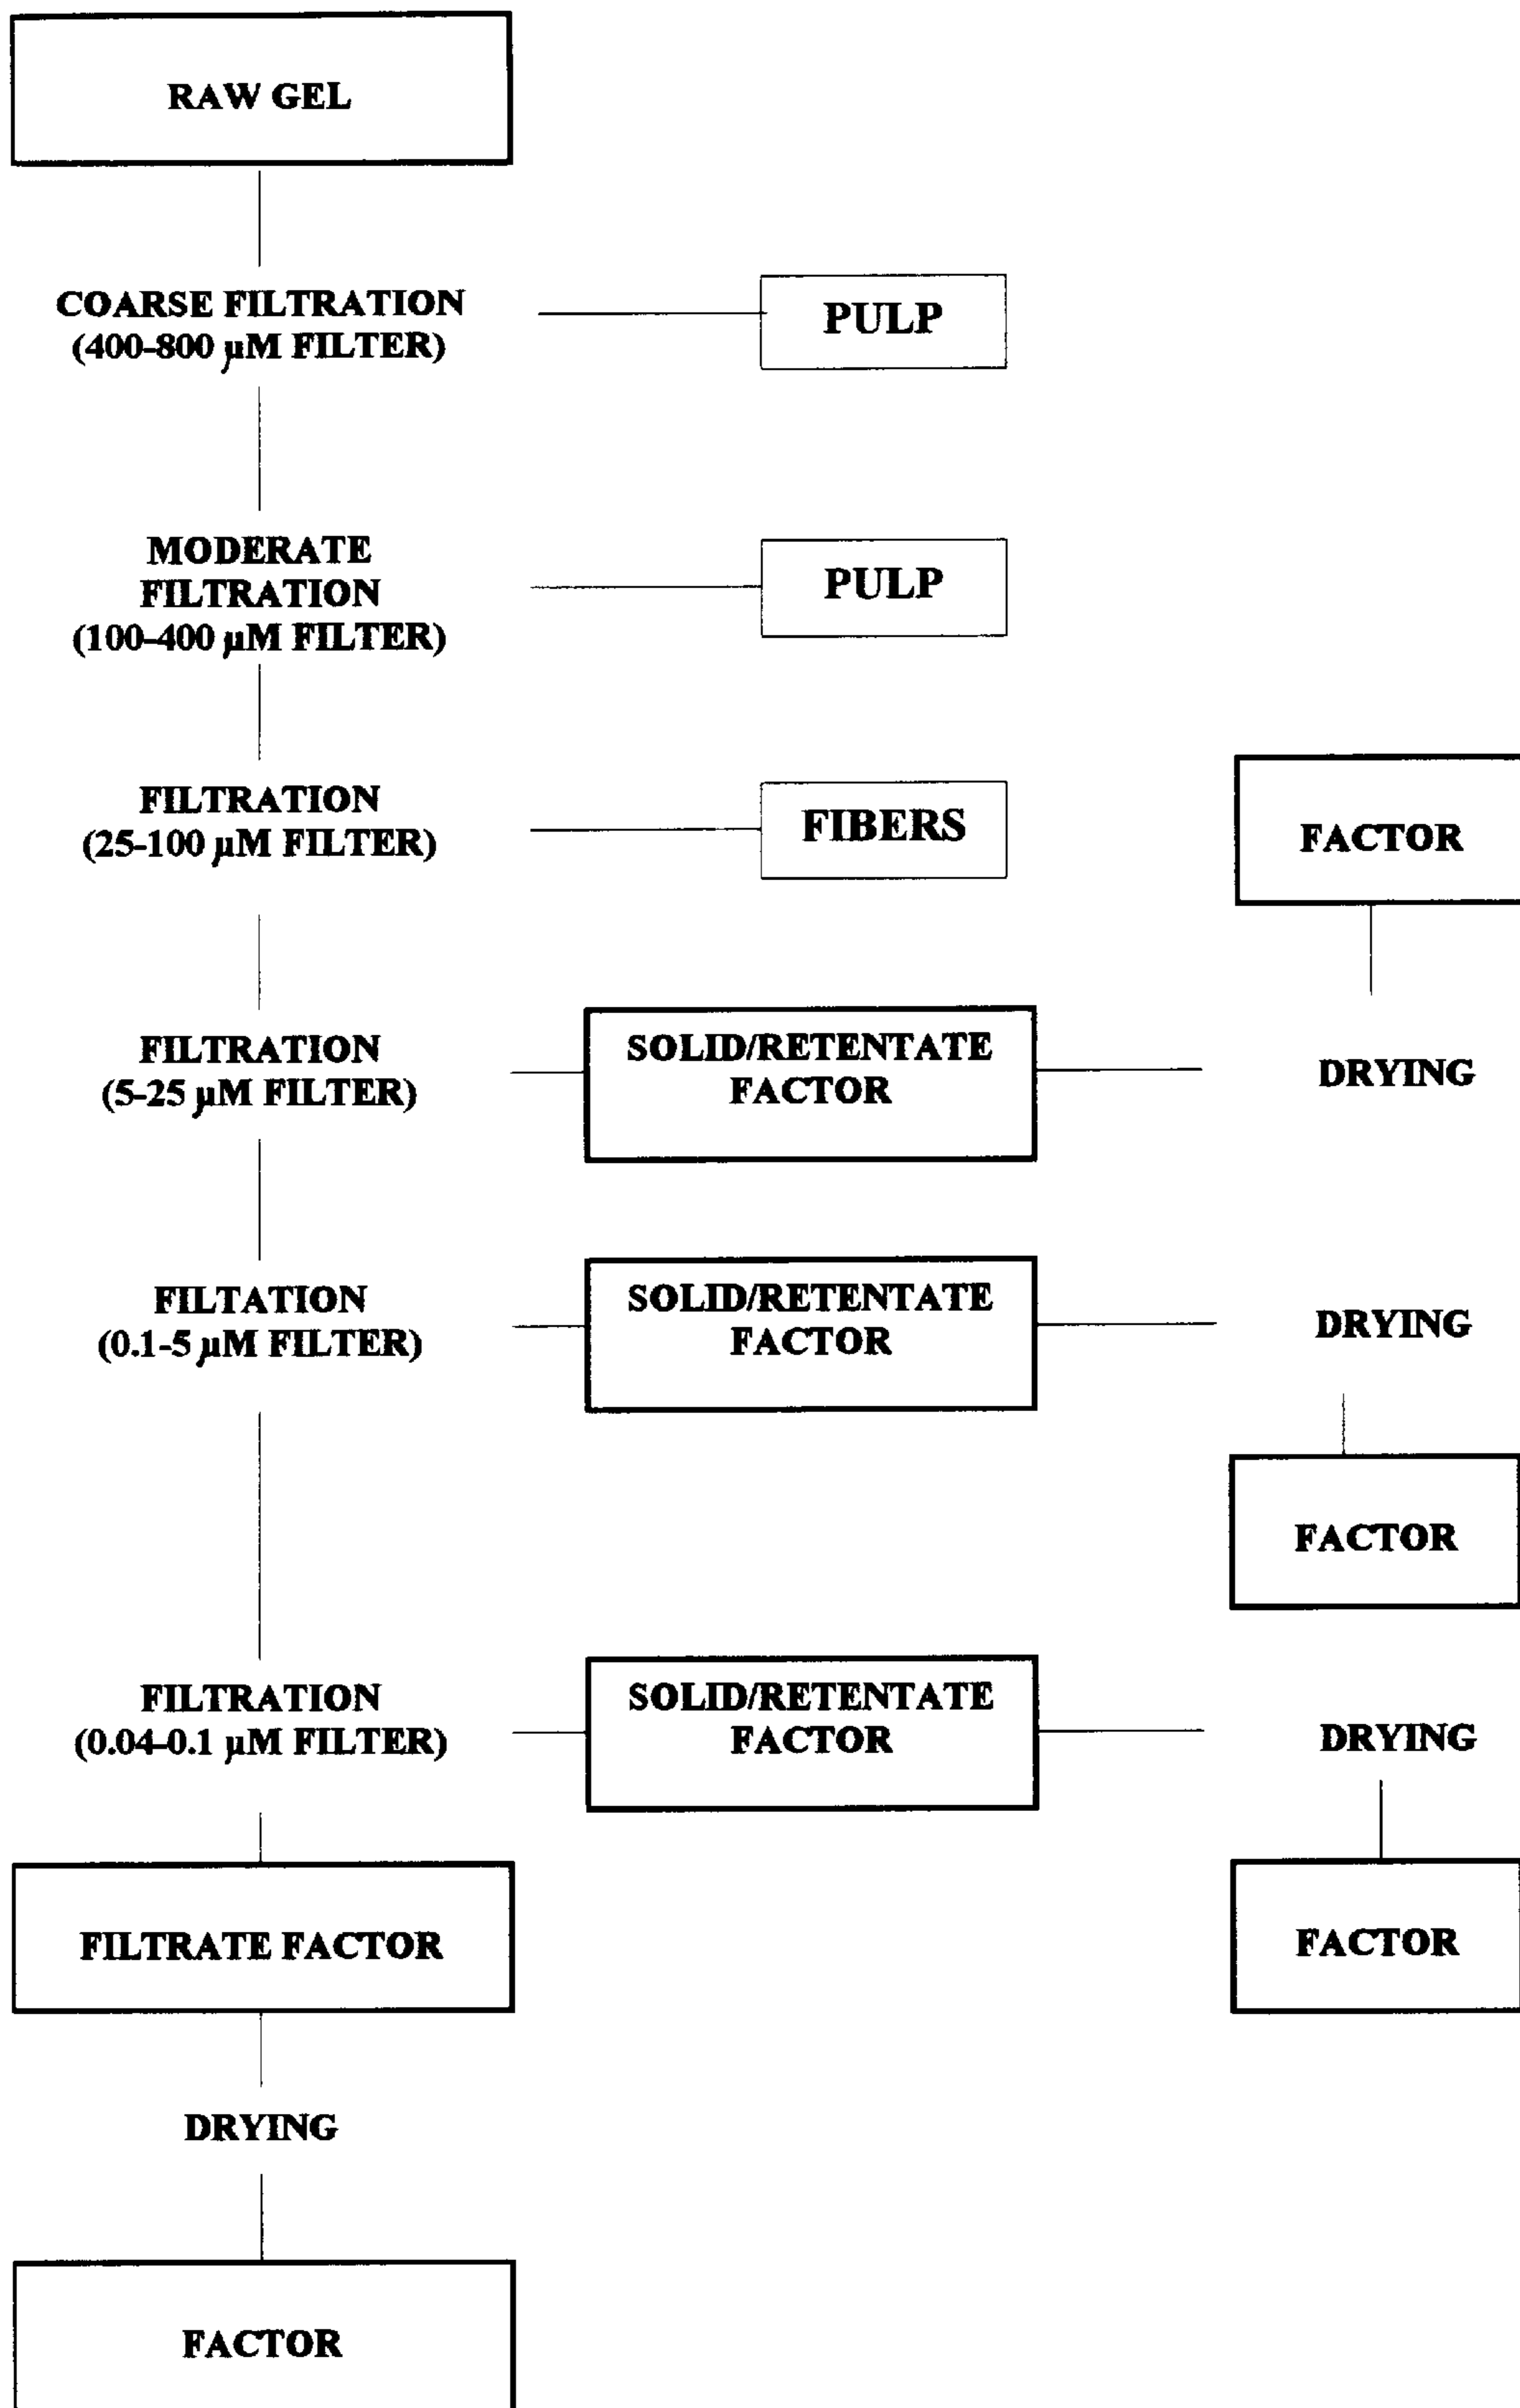 RAW GEL
COARSE FILTRATION
(400-800 µM FILTER)
PULP
MODERATE
FILTRATION
(100-400 µM FILTER)
PULP
FILTRATION
(25-100 µM FILTER)
FIBERS
FACTOR
FILTRATION
(5-25 µM FILTER)
SOLID/RETENTATE
FACTOR
DRYING
FILTATION
(0.1-5 µM FILTER)
SOLID/RETENTATE
FACTOR
DRYING
FACTOR
FILTRATION
(0.04-0.1 µM FILTER)
SOLID/RETENTATE
FACTOR
DRYING
FILTRATE FACTOR
FACTOR
DRYING
FACTOR